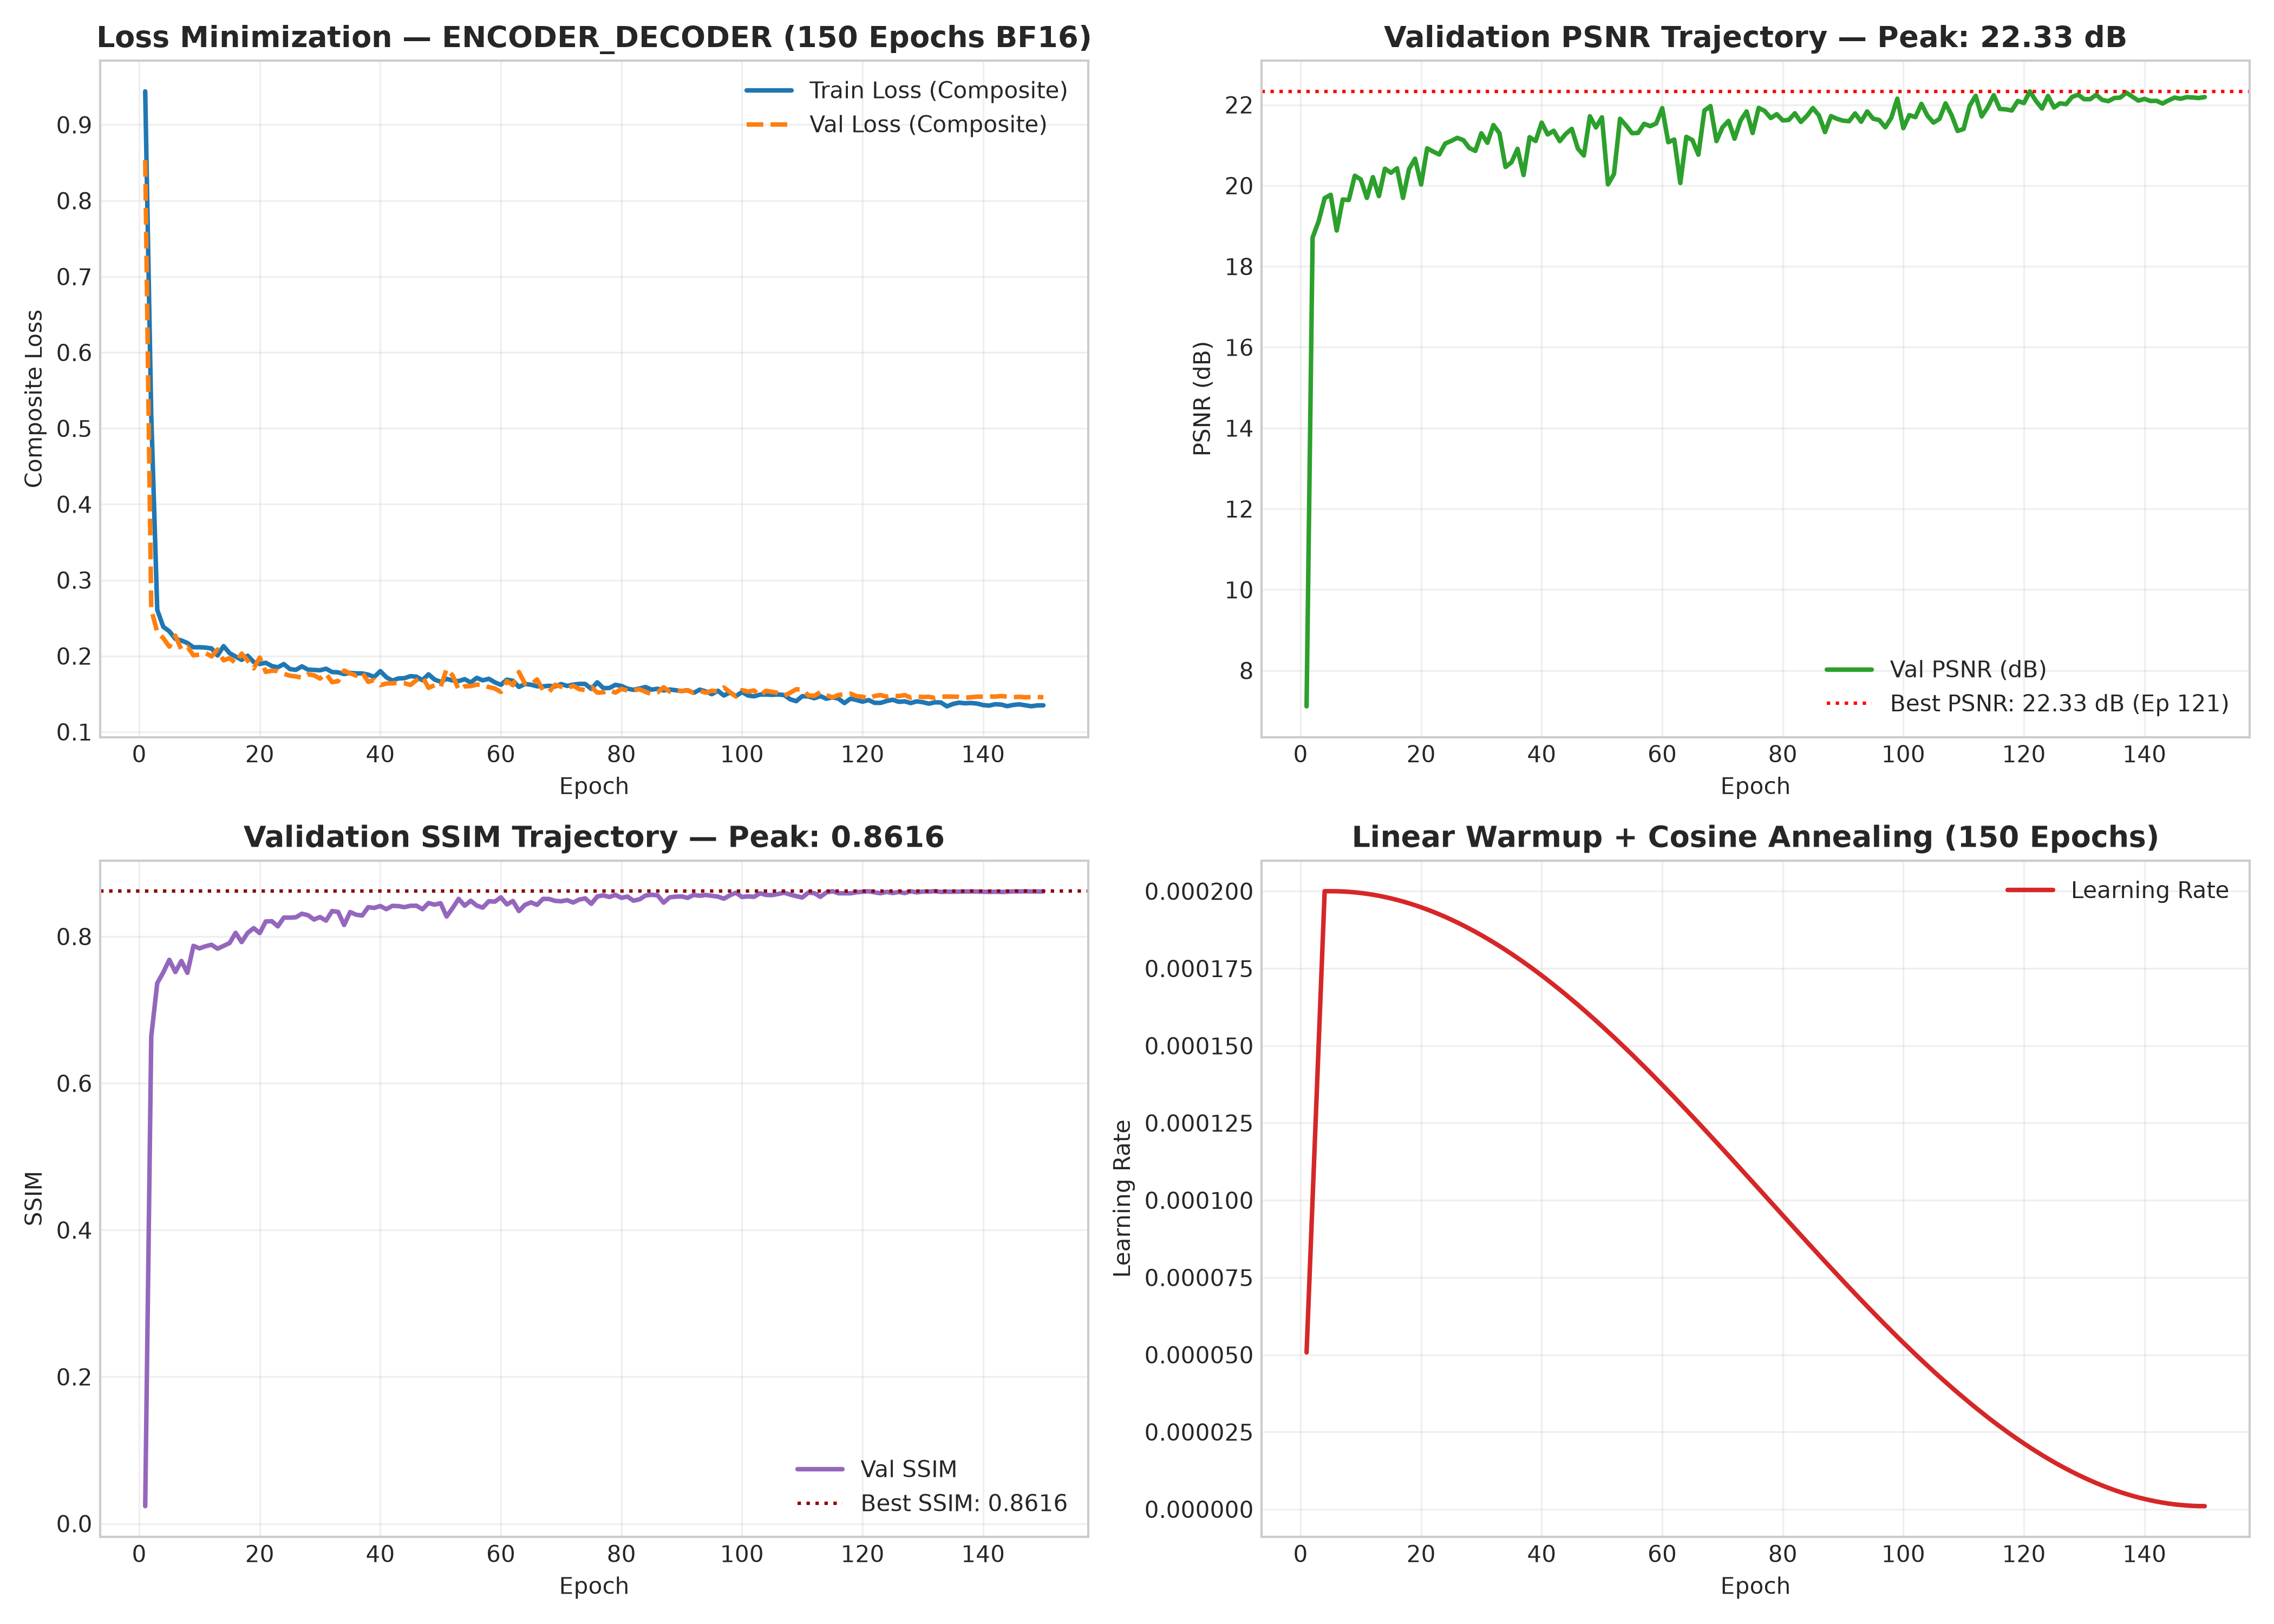 Loss Minimization — ENCODER_DECODER (150 Epochs BF16)
Train Loss (Composite)
Val Loss (Composite)
Composite Loss
0.9
0.8
0.7
0.6
0.5
0.4
0.3
0.2
0.1
0 20 40 60 80 100 120 140
Epoch
Validation PSNR Trajectory — Peak: 22.33 dB
PSNR (dB)
22
20
18
16
14
12
10
8
Val PSNR (dB)
Best PSNR: 22.33 dB (Ep 121)
0 20 40 60 80 100 120 140
Epoch
Validation SSIM Trajectory — Peak: 0.8616
SSIM
0.8
0.6
0.4
0.2
0.0
Val SSIM
Best SSIM: 0.8616
0 20 40 60 80 100 120 140
Epoch
Linear Warmup + Cosine Annealing (150 Epochs)
Learning Rate
Learning Rate
0.000200
0.000175
0.000150
0.000125
0.000100
0.000075
0.000050
0.000025
0.000000
0 20 40 60 80 100 120 140
Epoch